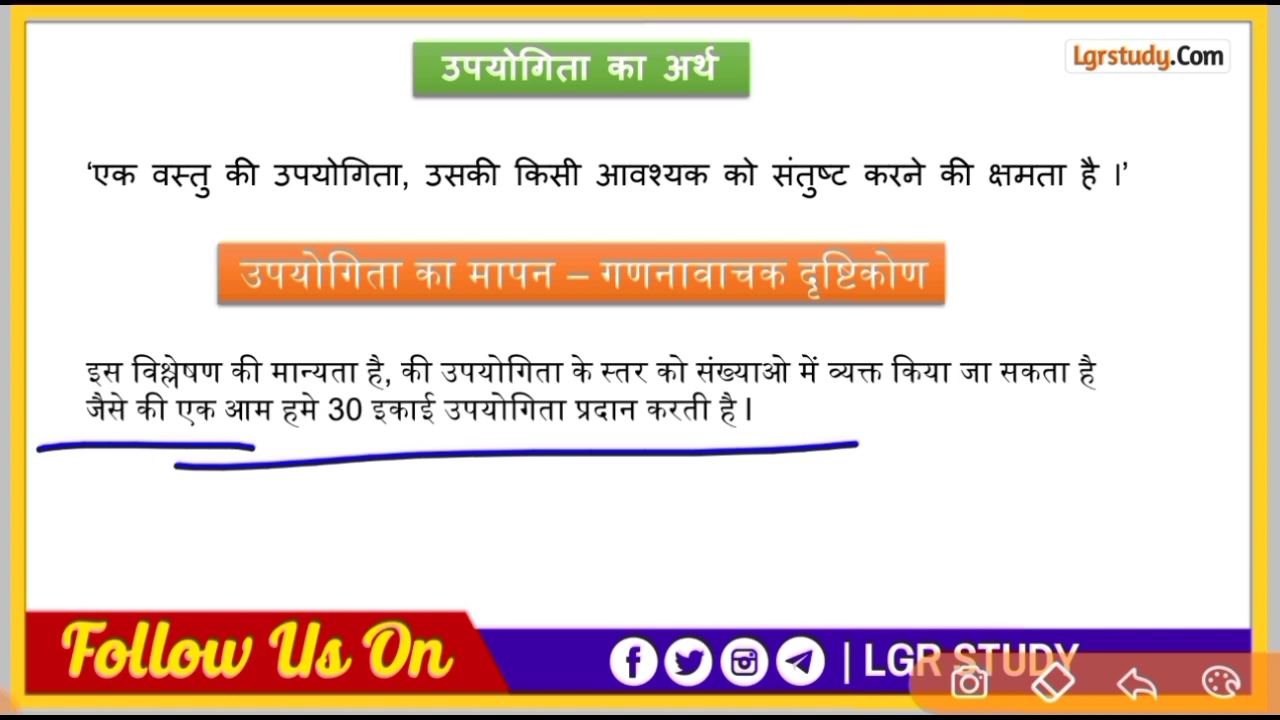 उपयोगिता का अर्थ
Lgrstudy.Com
‘एक वस्तु की उपयोगिता, उसकी किसी आवश्यक को संतुष्ट करने की क्षमता है ।’
उपयोगिता का मापन – गणनावाचक दृष्टिकोण
इस विश्लेषण की मान्यता है, की उपयोगिता के स्तर को संख्याओ में व्यक्त किया जा सकता है
जैसे की एक आम हमे 30 इकाई उपयोगिता प्रदान करती है I
Follow Us On
| LGR STUDY